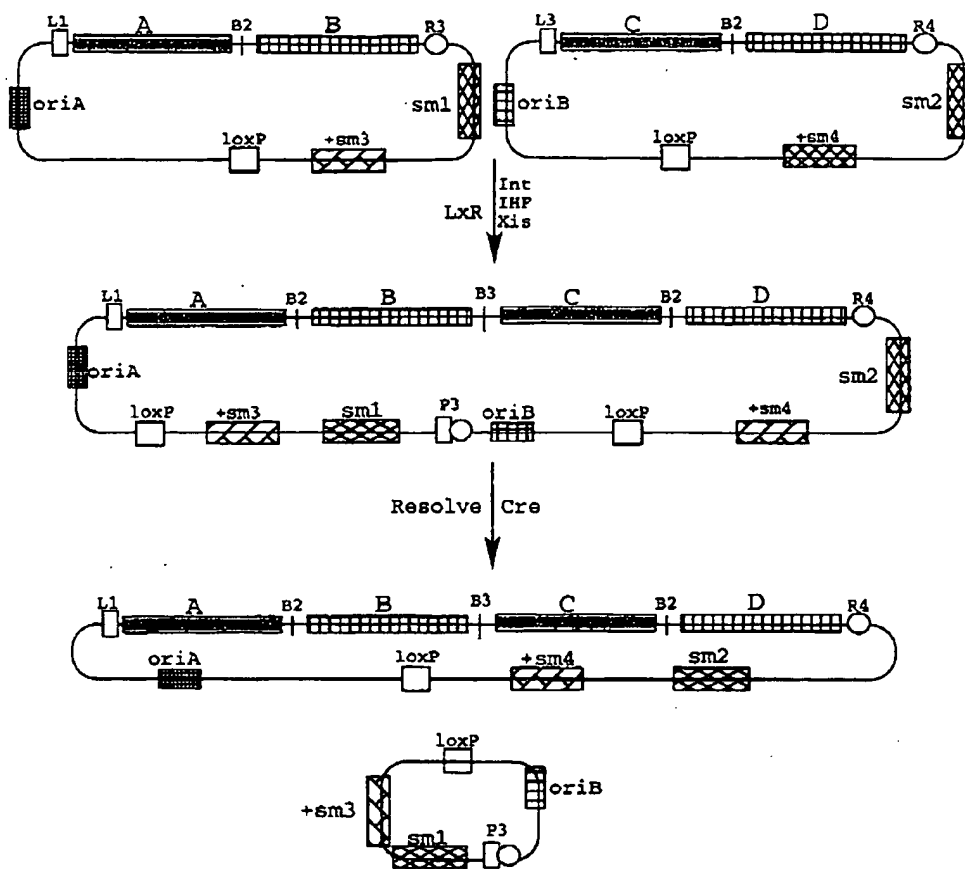 L1 A B2 B R3
L3 C B2 D R4
oriA sm1
oriB sm2
loxP +sm3
loxP +sm4
LxR
Int
IHF
Xis
L1 A B2 B B3 C B2 D R4
oriA sm2
loxP +sm3 sm1 P3 oriB loxP +sm4
Resolve Cre
L1 A B2 B B3 C B2 D R4
oriA loxP +sm4 sm2
loxP
+sm3 oriB
sm1 P3